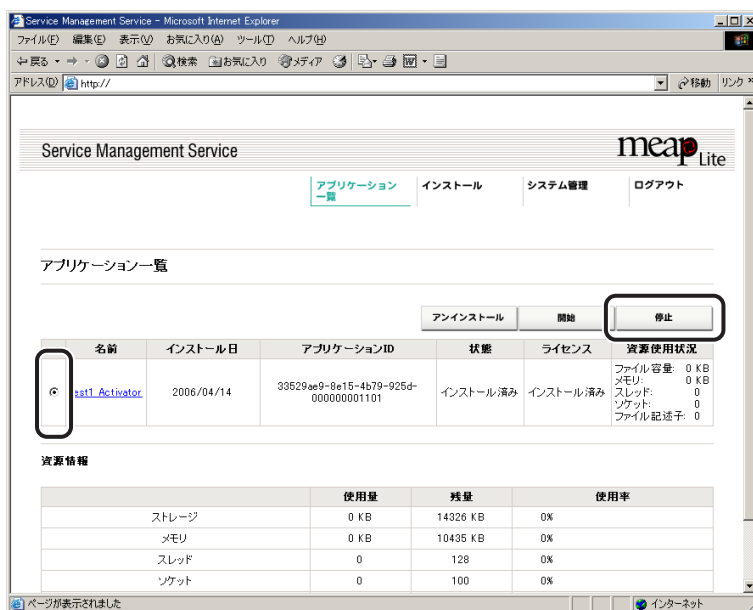 Service Management Service - Microsoft Internet Explorer
ファイル(F) 編集(E) 表示(V) お気に入り(A) ツール(T) ヘルプ(H)
戻る 検索 お気に入り メディア
アドレス(D) http:// 移動 リンク »
Service Management Service meap Lite
アプリケーション
一覧
インストール システム管理 ログアウト
アプリケーション一覧
アンインストール 開始 停止
名前 インストール日 アプリケーションID 状態 ライセンス 資源使用状況
est1 Activator 2006/04/14 33529ae9-8e15-4b79-925d-
000000001101
インストール済み インストール済み
ファイル容量: 0 KB
メモリ: 0 KB
スレッド: 0
ソケット: 0
ファイル記述子: 0
資源情報
使用量 残量 使用率
ストレージ 0 KB 14326 KB 0%
メモリ 0 KB 10435 KB 0%
スレッド 0 128 0%
ソケット 0 100 0%
ページが表示されました インターネット